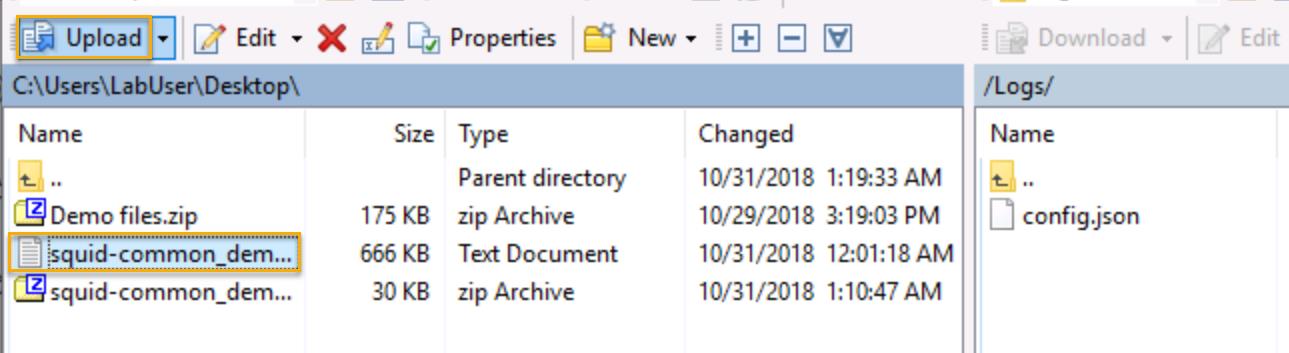 Upload Edit Properties New Download Edit
C:\Users\LabUser\Desktop\ /Logs/
Name Size Type Changed Name
.. Parent directory 10/31/2018 1:19:33 AM ..
Demo files.zip 175 KB zip Archive 10/29/2018 3:19:03 PM config.json
squid-common_dem... 666 KB Text Document 10/31/2018 12:01:18 AM
squid-common_dem... 30 KB zip Archive 10/31/2018 1:10:47 AM